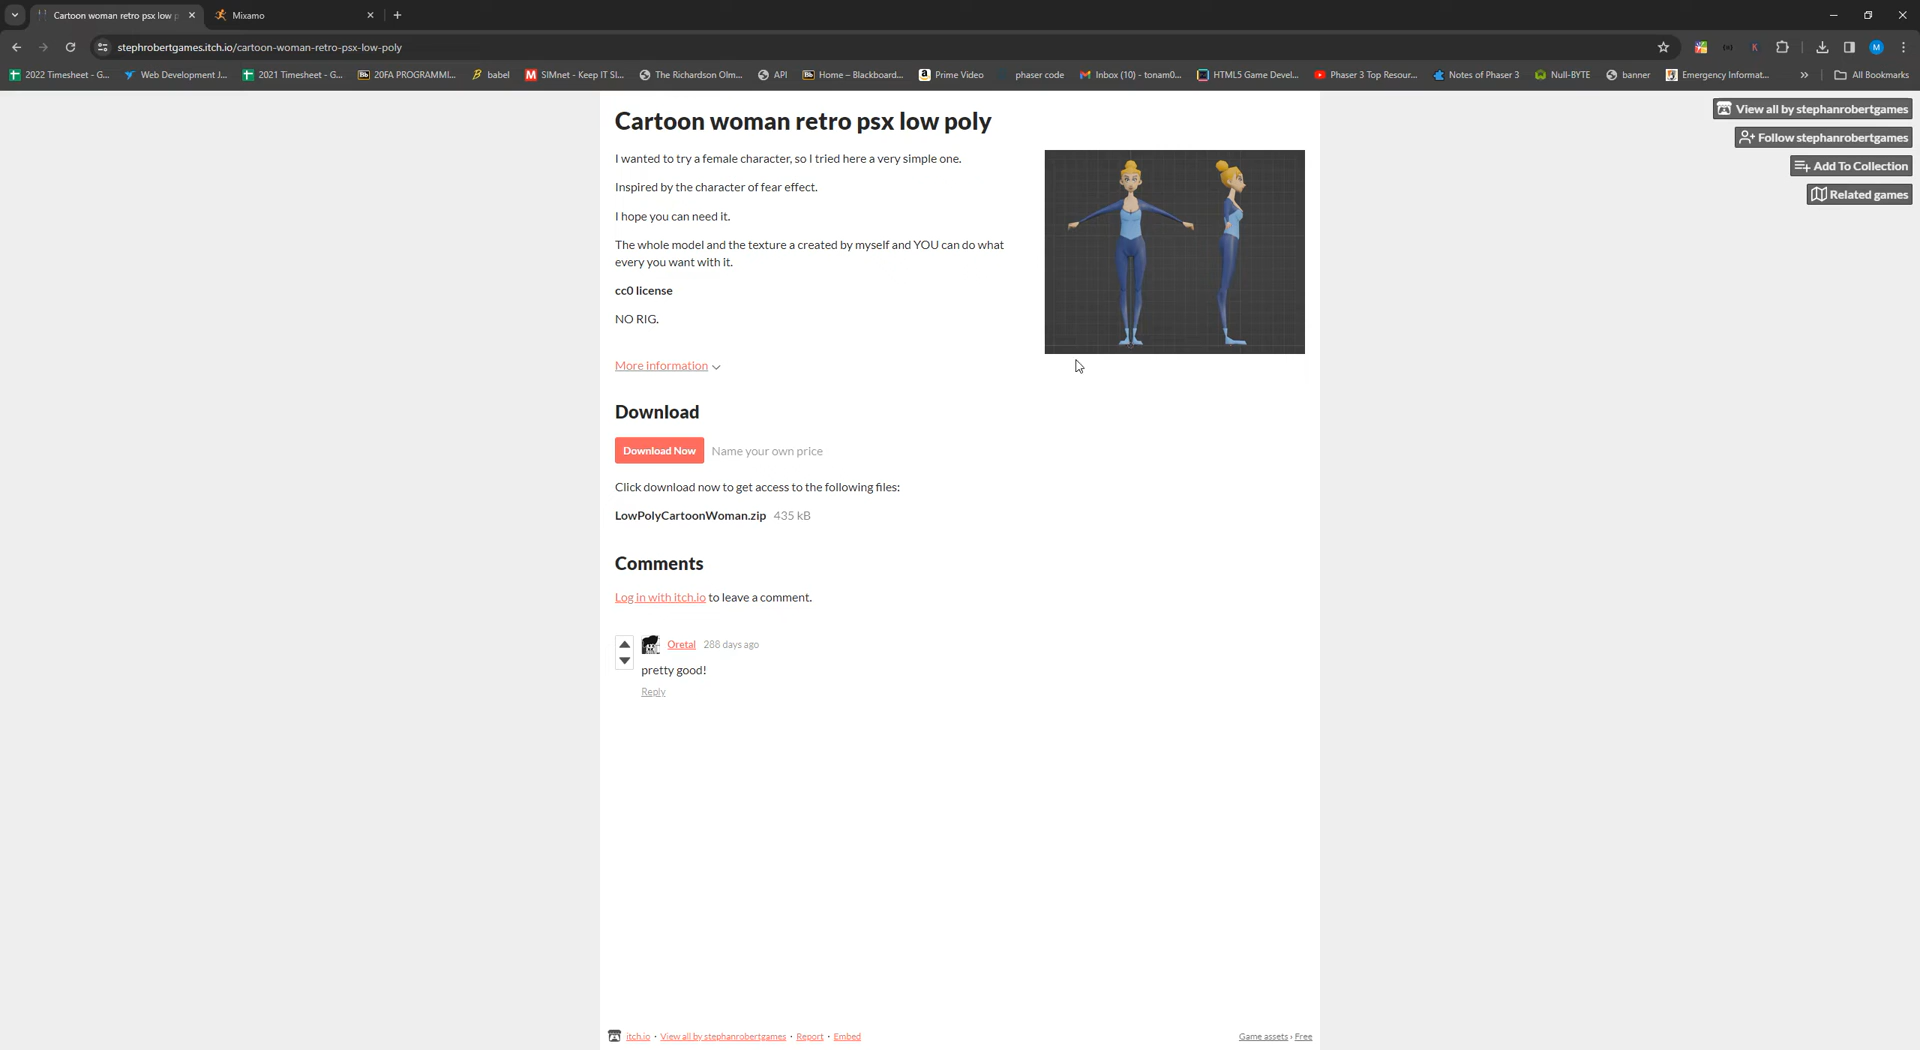 Cartoon woman retro psx low p
Mixamo
stephrobertgames.itch.io/cartoon-woman-retro-psx-low-poly
K
M
2022 Timesheet - G...
Web Development J...
2021 Timesheet - G...
Bb 20FA PROGRAMMI...
babel
M SIMnet - Keep IT SI...
The Richardson Olm...
API
Bb Home – Blackboard...
Prime Video
phaser code
Inbox (10) - tonam0...
HTML5 Game Devel...
Phaser 3 Top Resour...
Notes of Phaser 3
Null-BYTE
banner
Emergency Informat...
»
All Bookmarks
View all by stephanrobertgames
Follow stephanrobertgames
Add To Collection
Related games
Cartoon woman retro psx low poly
I wanted to try a female character, so I tried here a very simple one.
Inspired by the character of fear effect.
I hope you can need it.
The whole model and the texture a created by myself and YOU can do what
every you want with it.
cc0 license
NO RIG.
More information
Download
Download Now Name your own price
Click download now to get access to the following files:
LowPolyCartoonWoman.zip 435 kB
Comments
Log in with itch.io to leave a comment.
Oretal 288 days ago
pretty good!
Reply
itch.io · View all by stephanrobertgames · Report · Embed
Game assets › Free